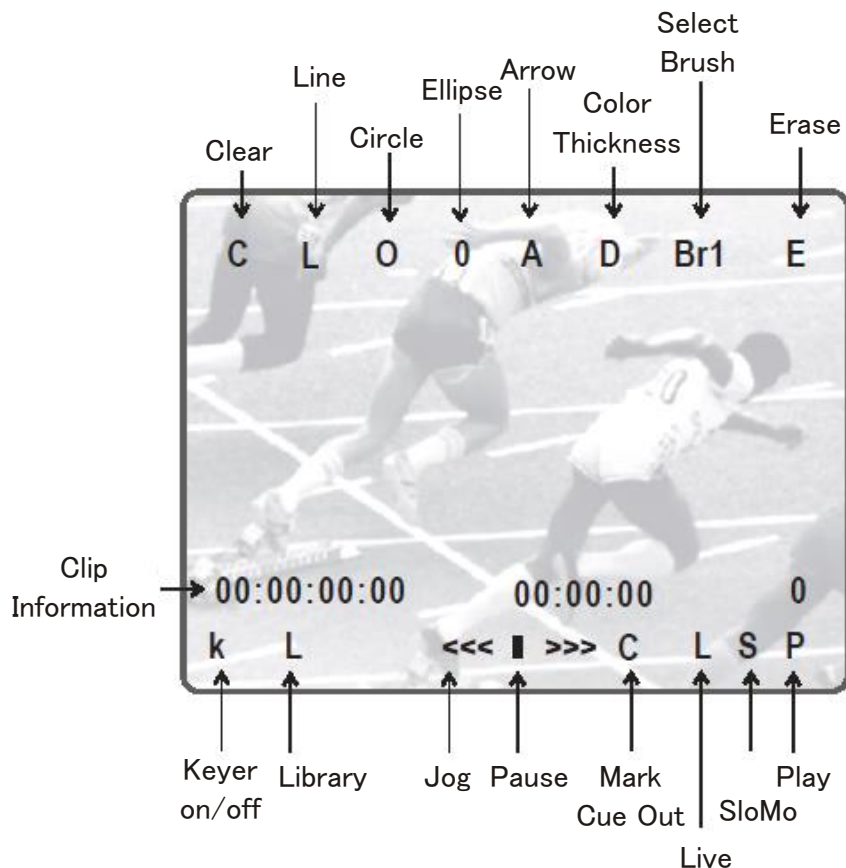 Select
Brush
Line
Arrow
Ellipse
Color
Thickness
Circle
Erase
Clear
C L O 0 A D Br1 E
Clip
Information
00:00:00:00 00:00:00 0
k L <<< ▮ >>> C L S P
Keyer
on/off
Library
Jog
Pause
Mark
Cue Out
Play
SloMo
Live